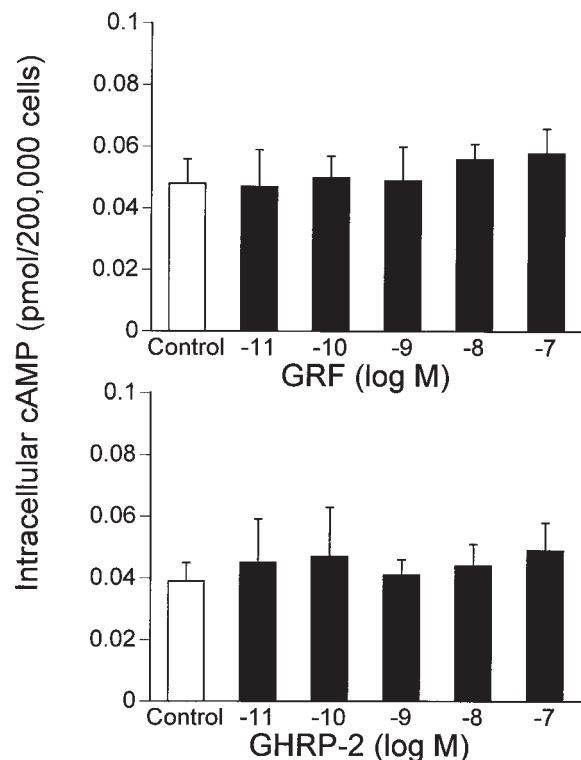 Intracellular cAMP (pmol/200,000 cells)
0.1
0.08
0.06
0.04
0.02
0
Control -11 -10 -9 -8 -7
GRF (log M)
0.1
0.08
0.06
0.04
0.02
0
Control -11 -10 -9 -8 -7
GHRP-2 (log M)